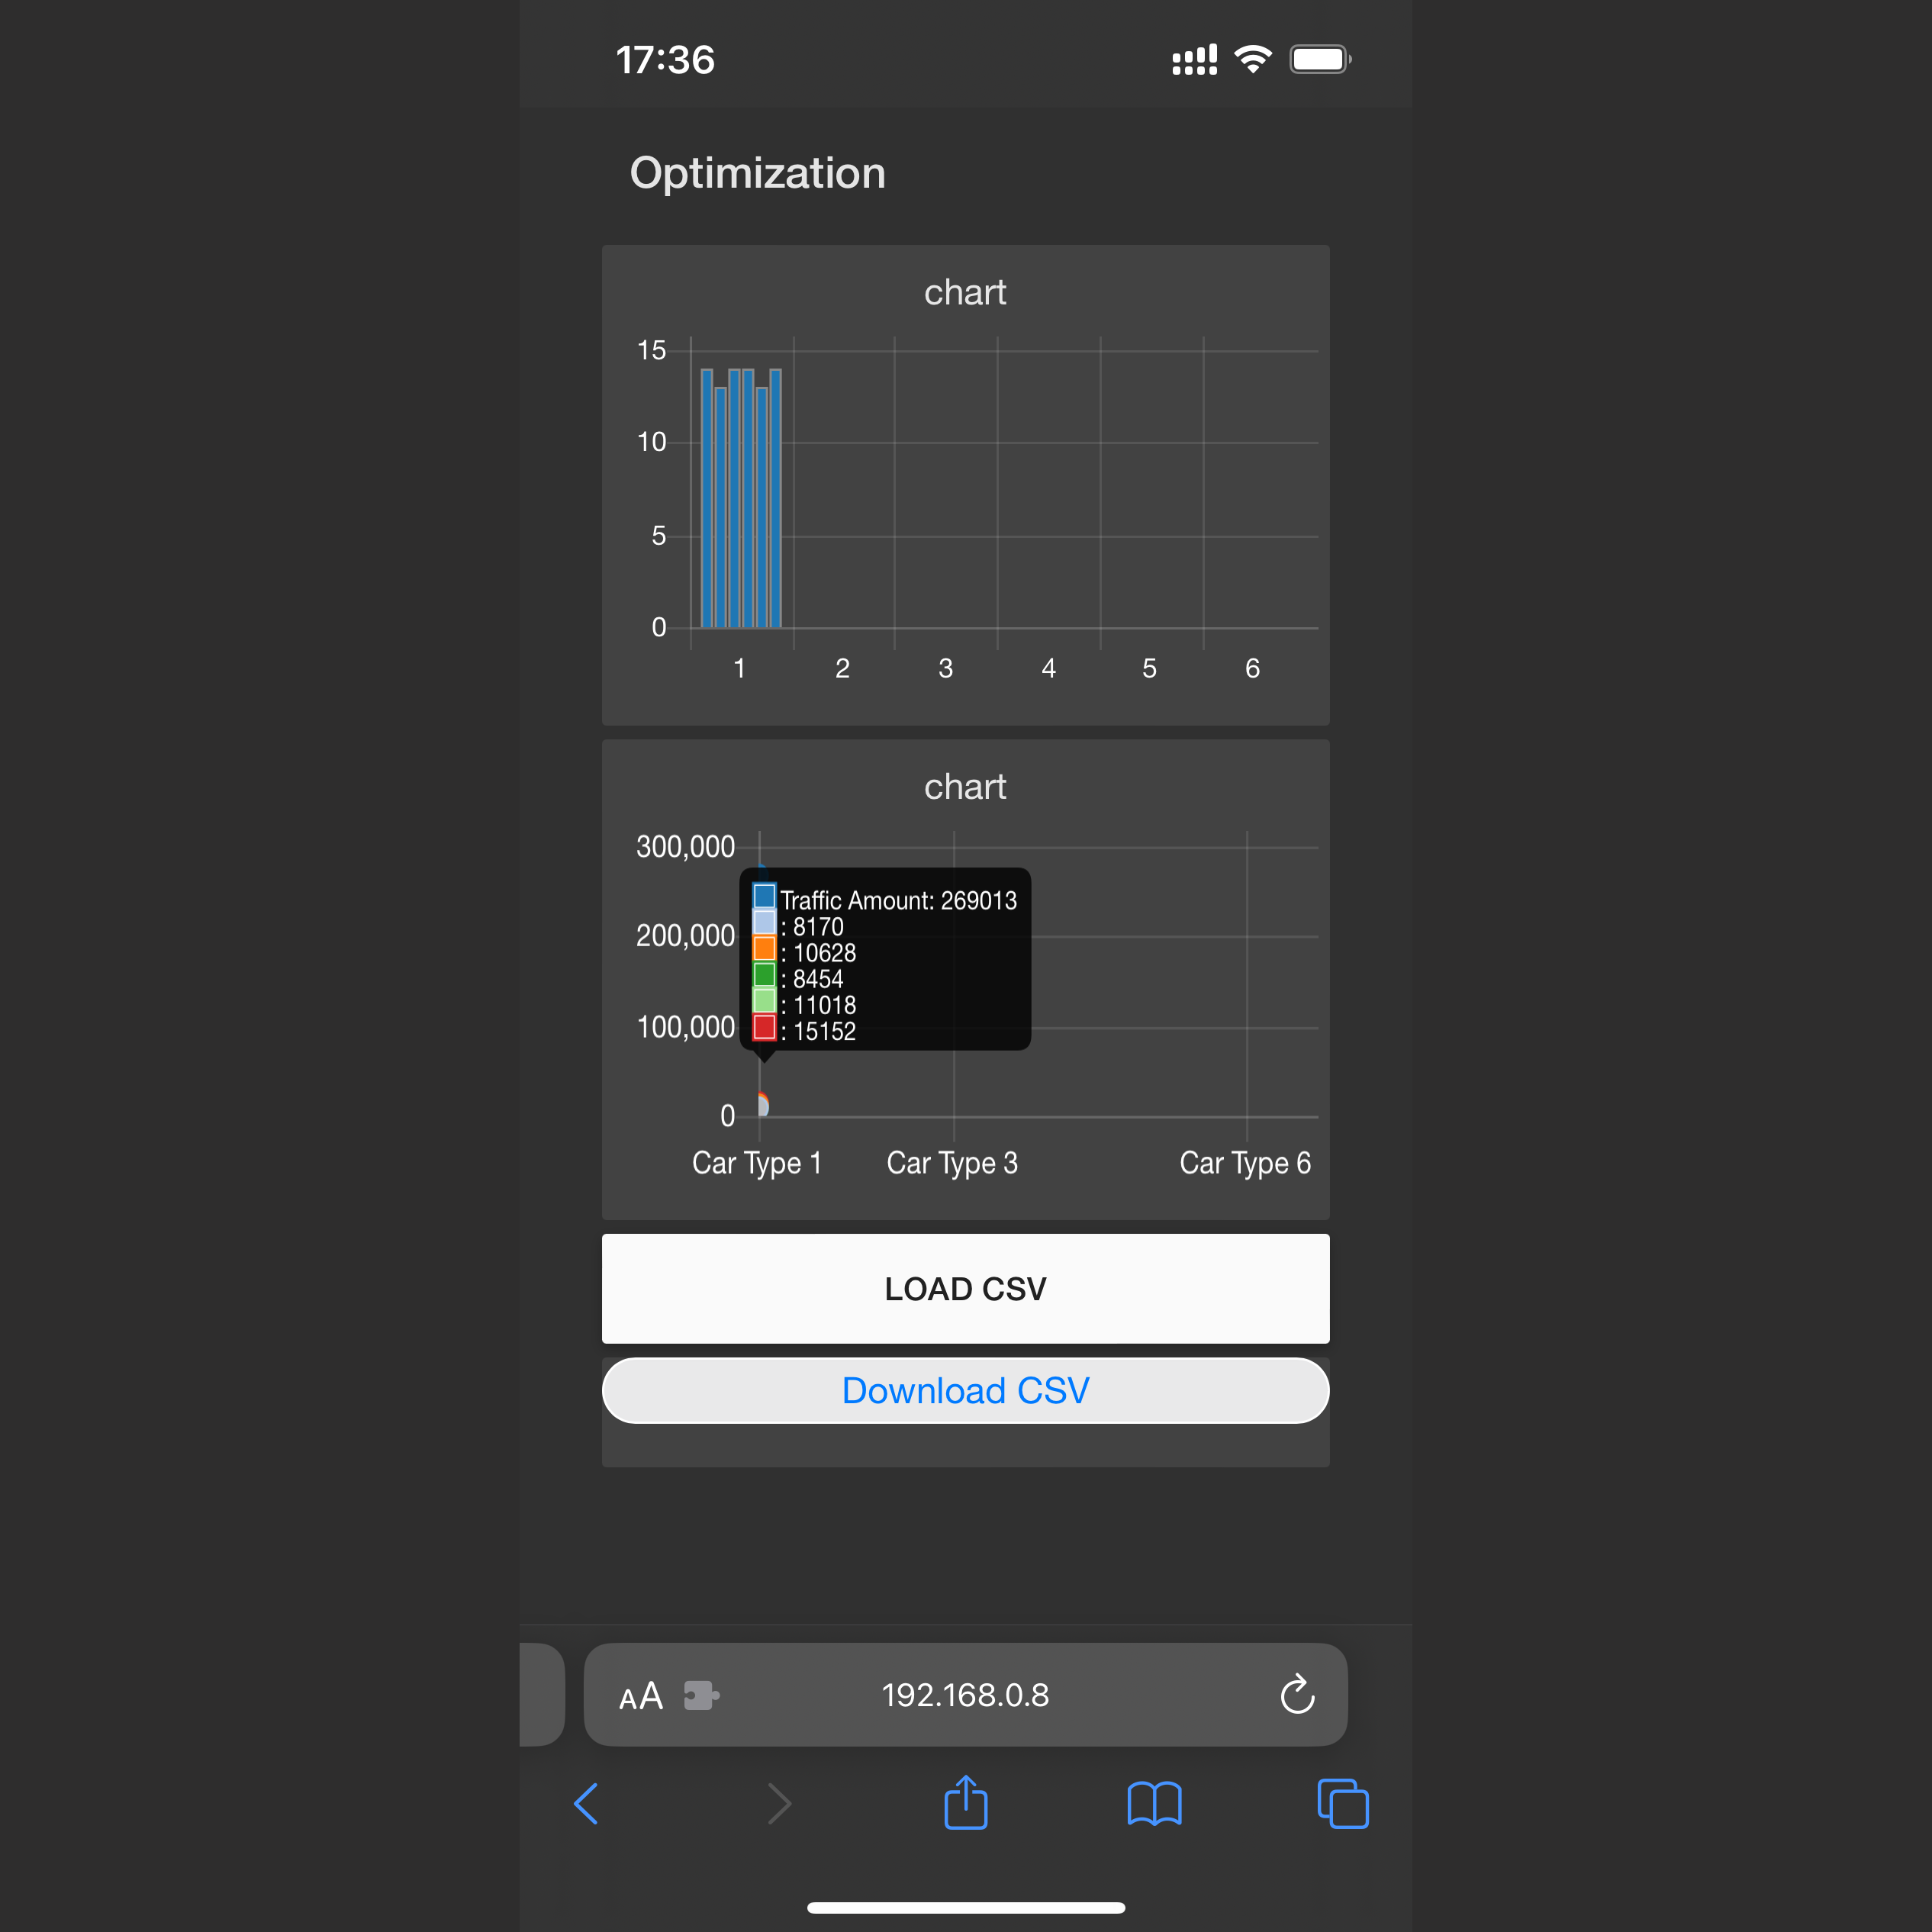 17:36
Optimization
chart
15
10
5
0
1 2 3 4 5 6
chart
300,000
200,000
100,000
0
Traffic Amount: 269013
: 8170
: 10628
: 8454
: 11018
: 15152
Car Type 1 Car Type 3 Car Type 6
LOAD CSV
Download CSV
AA 192.168.0.8